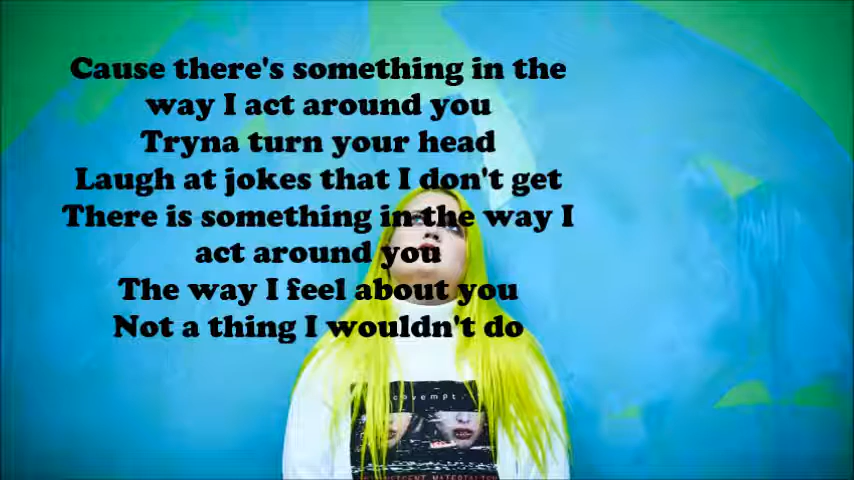 Cause there's something in the
way I act around you
Tryna turn your head
Laugh at jokes that I don't get
There is something in the way I
act around you
The way I feel about you
Not a thing I wouldn't do
cavempt.